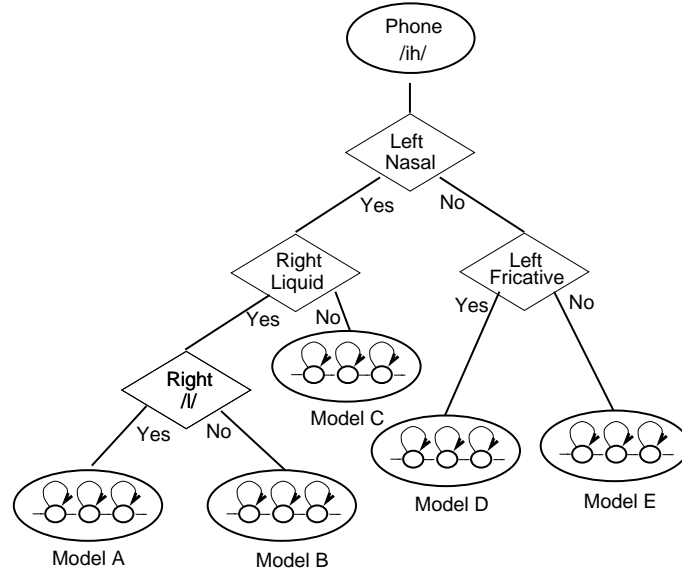 Phone
/ih/
Left
Nasal
Yes
No
Right
Liquid
Left
Fricative
Yes
No
Yes
No
Right
/l/
Model C
Yes
No
Model D
Model E
Model A
Model B